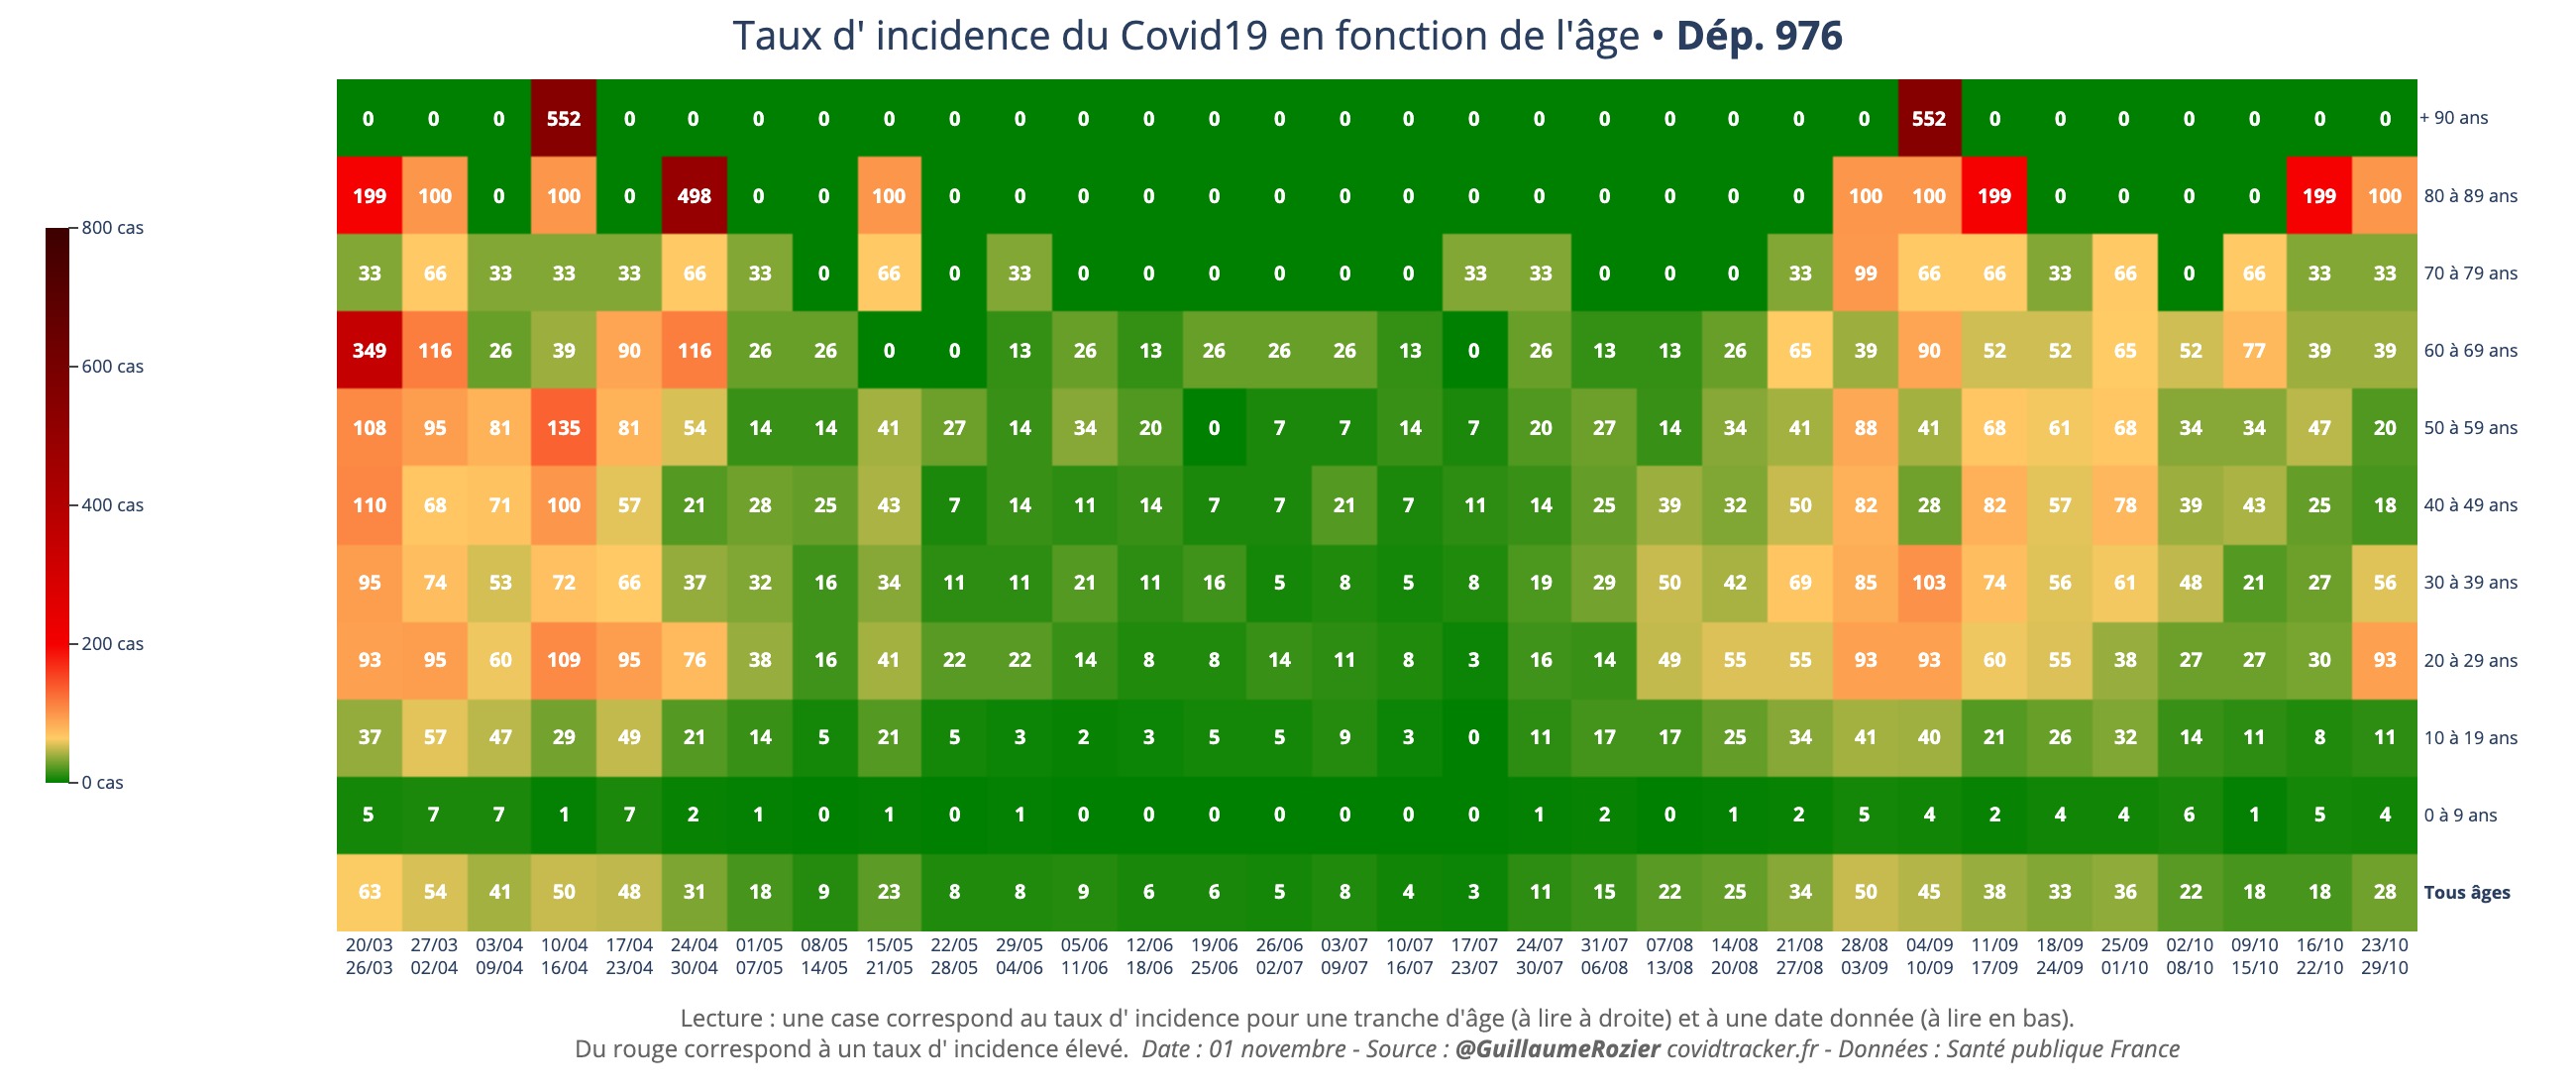 Taux d' incidence du Covid19 en fonction de l'âge • Dép. 976
0 0 0 552 0 0 0 0 0 0 0 0 0 0 0 0 0 0 0 0 0 0 0 0 552 0 0 0 0 0 0 0 + 90 ans
199 100 0 100 0 498 0 0 100 0 0 0 0 0 0 0 0 0 0 0 0 0 0 100 100 199 0 0 0 0 199 100 80 à 89 ans
800 cas
33 66 33 33 33 66 33 0 66 0 33 0 0 0 0 0 0 33 33 0 0 0 33 99 66 66 33 66 0 66 33 33 70 à 79 ans
349 116 26 39 90 116 26 26 0 0 13 26 13 26 26 26 13 0 26 13 13 26 65 39 90 52 52 65 52 77 39 39 60 à 69 ans
600 cas
108 95 81 135 81 54 14 14 41 27 14 34 20 0 7 7 14 7 20 27 14 34 41 88 41 68 61 68 34 34 47 20 50 à 59 ans
400 cas
110 68 71 100 57 21 28 25 43 7 14 11 14 7 7 21 7 11 14 25 39 32 50 82 28 82 57 78 39 43 25 18 40 à 49 ans
95 74 53 72 66 37 32 16 34 11 11 21 11 16 5 8 5 8 19 29 50 42 69 85 103 74 56 61 48 21 27 56 30 à 39 ans
200 cas
93 95 60 109 95 76 38 16 41 22 22 14 8 8 14 11 8 3 16 14 49 55 55 93 93 60 55 38 27 27 30 93 20 à 29 ans
37 57 47 29 49 21 14 5 21 5 3 2 3 5 5 9 3 0 11 17 17 25 34 41 40 21 26 32 14 11 8 11 10 à 19 ans
0 cas
5 7 7 1 7 2 1 0 1 0 1 0 0 0 0 0 0 0 1 2 0 1 2 5 4 2 4 4 6 1 5 4 0 à 9 ans
63 54 41 50 48 31 18 9 23 8 8 9 6 6 5 8 4 3 11 15 22 25 34 50 45 38 33 36 22 18 18 28 Tous âges
20/03 27/03 03/04 10/04 17/04 24/04 01/05 08/05 15/05 22/05 29/05 05/06 12/06 19/06 26/06 03/07 10/07 17/07 24/07 31/07 07/08 14/08 21/08 28/08 04/09 11/09 18/09 25/09 02/10 09/10 16/10 23/10
26/03 02/04 09/04 16/04 23/04 30/04 07/05 14/05 21/05 28/05 04/06 11/06 18/06 25/06 02/07 09/07 16/07 23/07 30/07 06/08 13/08 20/08 27/08 03/09 10/09 17/09 24/09 01/10 08/10 15/10 22/10 29/10
Lecture : une case correspond au taux d' incidence pour une tranche d'âge (à lire à droite) et à une date donnée (à lire en bas).
Du rouge correspond à un taux d' incidence élevé. Date : 01 novembre - Source : @GuillaumeRozier covidtracker.fr - Données : Santé publique France